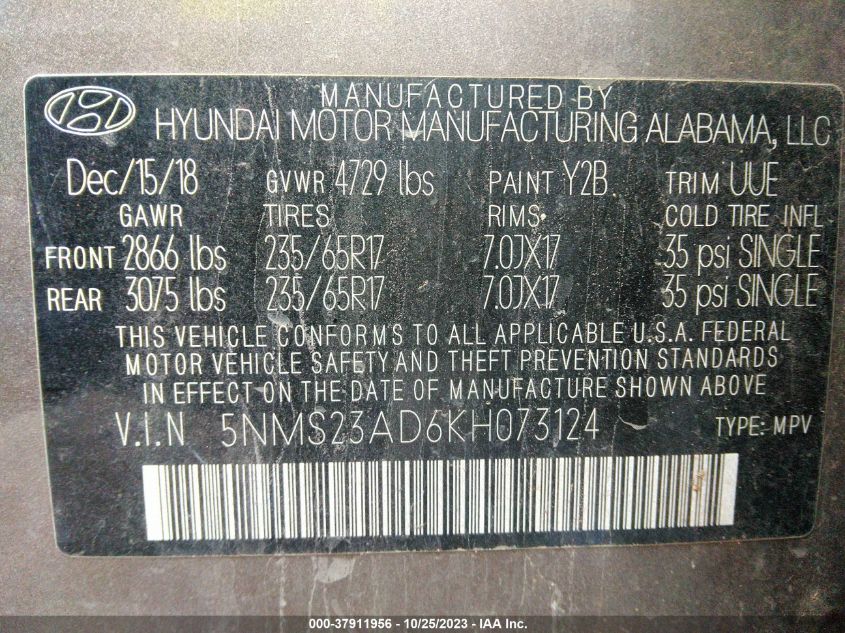 MANUFACTURED BY
HYUNDAI MOTOR MANUFACTURING ALABAMA, LLC
Dec/15/18 GVWR 4729 lbs PAINT Y2B TRIM UUE
GAWR TIRES RIMS COLD TIRE INFL
FRONT 2866 lbs 235/65R17 7.0JX17 35 psi SINGLE
REAR 3075 lbs 235/65R17 7.0JX17 35 psi SINGLE
THIS VEHICLE CONFORMS TO ALL APPLICABLE U.S.A. FEDERAL
MOTOR VEHICLE SAFETY AND THEFT PREVENTION STANDARDS
IN EFFECT ON THE DATE OF MANUFACTURE SHOWN ABOVE
V.I.N 5NMS23AD6KH073124 TYPE: MPV
000-37911956 - 10/25/2023 - IAA Inc.